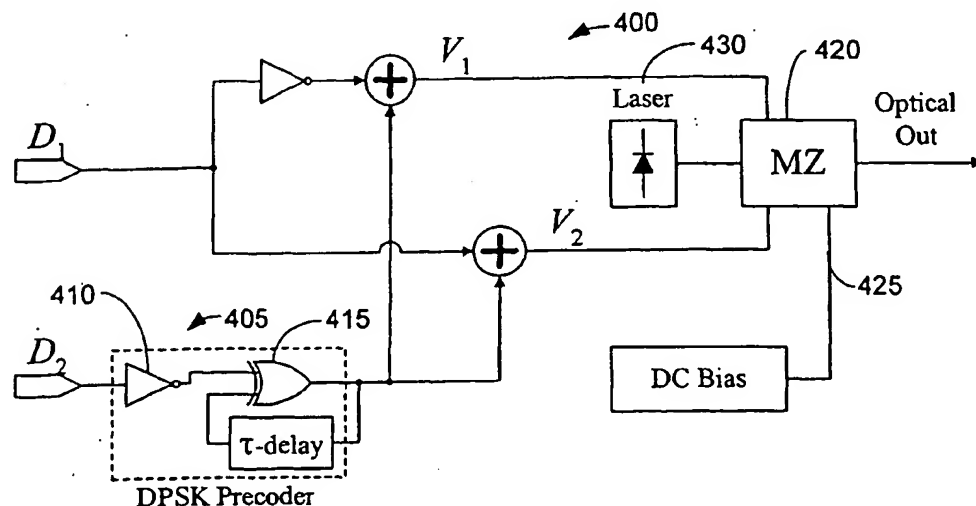 400
V1
430
420
Laser
Optical
Out
D1
MZ
V2
425
410
405
415
D2
DC Bias
τ-delay
DPSK Precoder